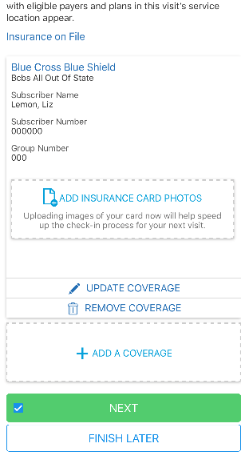 with eligible payers and plans in this visit's service
location appear.
Insurance on File
Blue Cross Blue Shield
Bcbs All Out Of State
Subscriber Name
Lemon, Liz
Subscriber Number
000000
Group Number
000
ADD INSURANCE CARD PHOTOS
Uploading images of your card now will help speed
up the check-in process for your next visit.
UPDATE COVERAGE
REMOVE COVERAGE
ADD A COVERAGE
NEXT
FINISH LATER